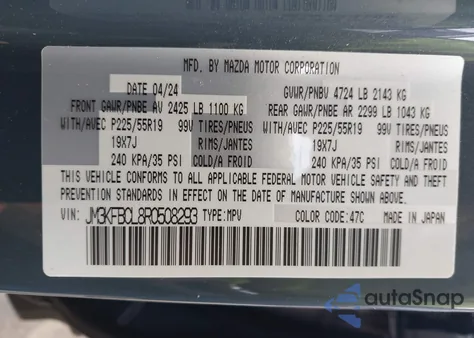 MFD. BY MAZDA MOTOR CORPORATION
DATE 04/24 GVWR/PNBV 4724 LB 2143 KG
FRONT GAWR/PNBE AV 2425 LB 1100 KG REAR GAWR/PNBE AR 2299 LB 1043 KG
WITH/AVEC P225/55R19 99V TIRES/PNEUS WITH/AVEC P225/55R19 99V TIRES/PNEUS
19X7J RIMS/JANTES 19X7J RIMS/JANTES
240 KPA/35 PSI COLD/A FROID 240 KPA/35 PSI COLD/A FROID
THIS VEHICLE CONFORMS TO ALL APPLICABLE FEDERAL MOTOR VEHICLE SAFETY AND THEFT
STANDARDS IN EFFECT ON THE DATE OF MANUFACTURE SHOWN ABOVE.
VIN: JM3KFBCL8R0508293 TYPE:MPV COLOR CODE:47C MADE IN JAPAN
autoSnap